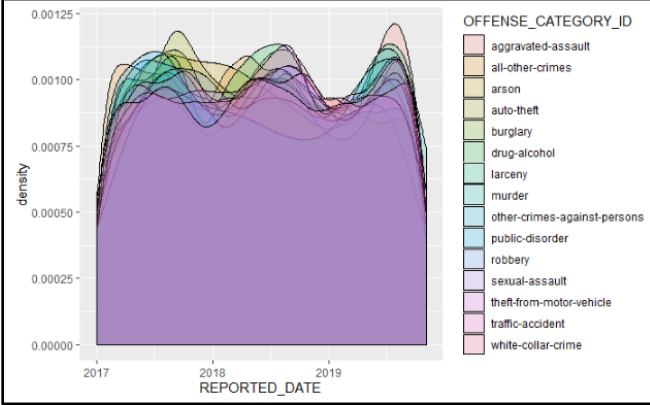 0.00125
0.00100
0.00075
0.00050
0.00025
0.00000
density
2017
2018
2019
REPORTED_DATE
OFFENSE_CATEGORY_ID
aggravated-assault
all-other-crimes
arson
auto-theft
burglary
drug-alcohol
larceny
murder
other-crimes-against-persons
public-disorder
robbery
sexual-assault
theft-from-motor-vehicle
traffic-accident
white-collar-crime